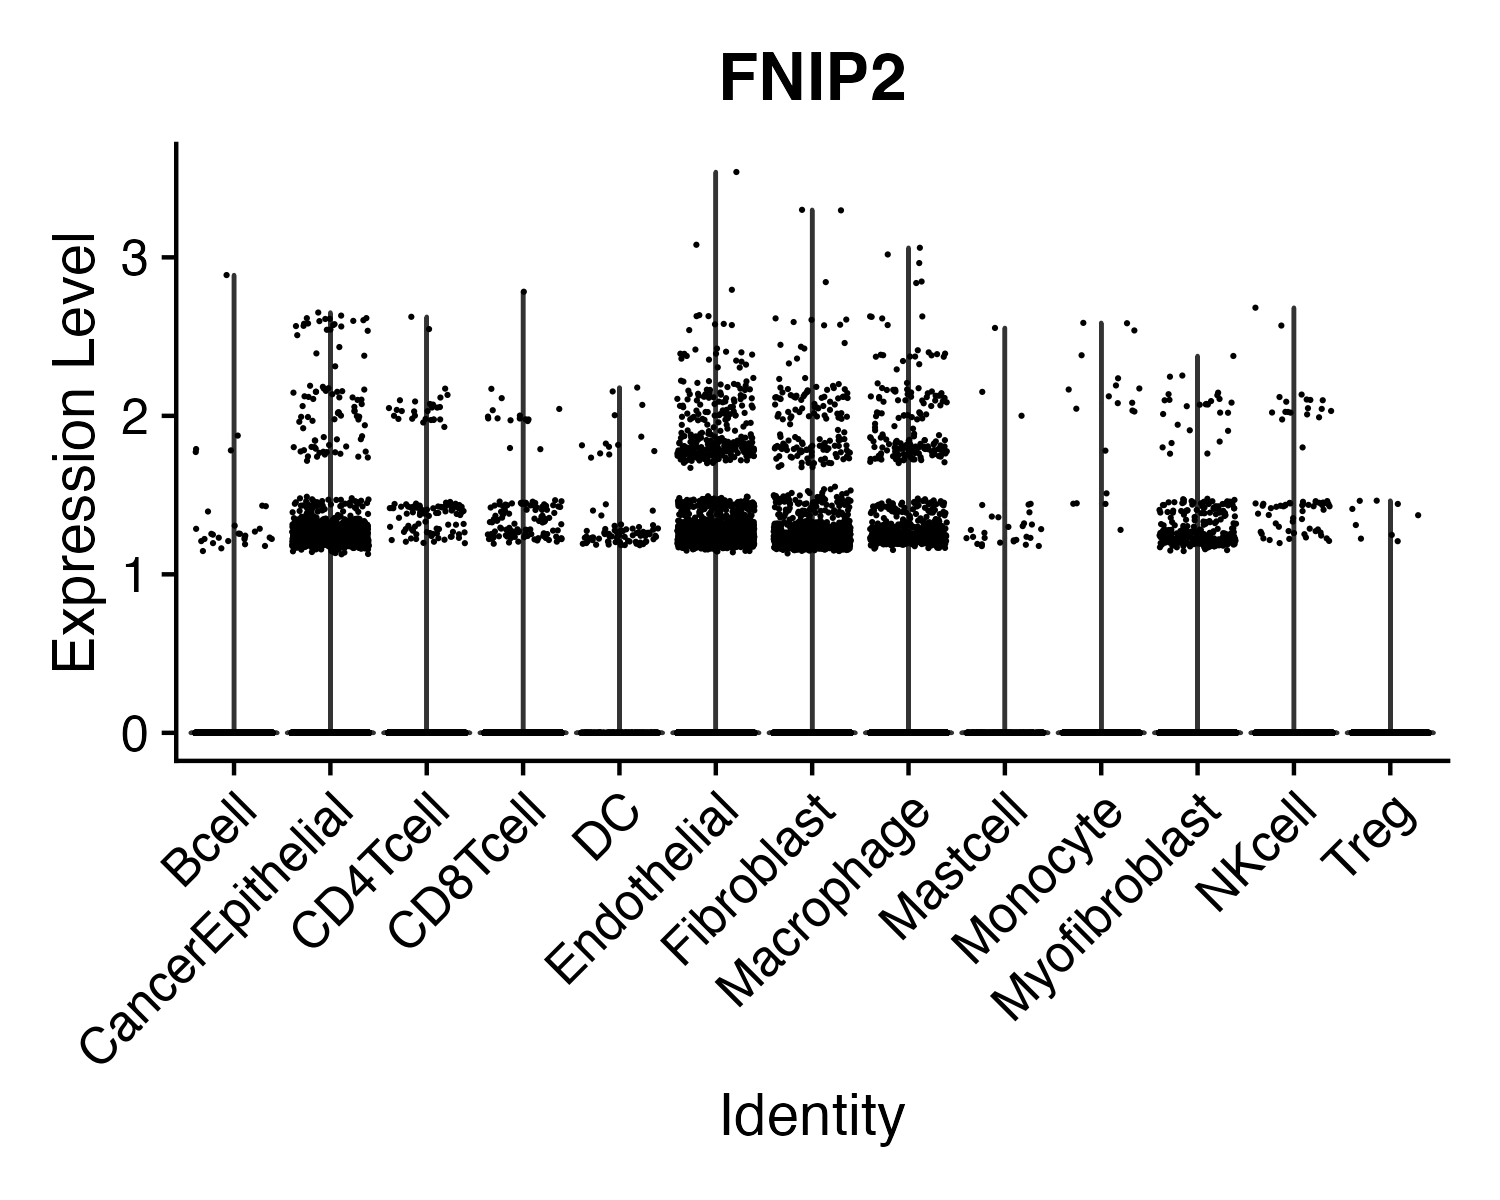 FNIP2
Expression Level
3
2
1
0
Bcell
CancerEpithelial
CD4Tcell
CD8Tcell
DC
Endothelial
Fibroblast
Macrophage
Mastcell
Monocyte
Myofibroblast
NKcell
Treg
Identity